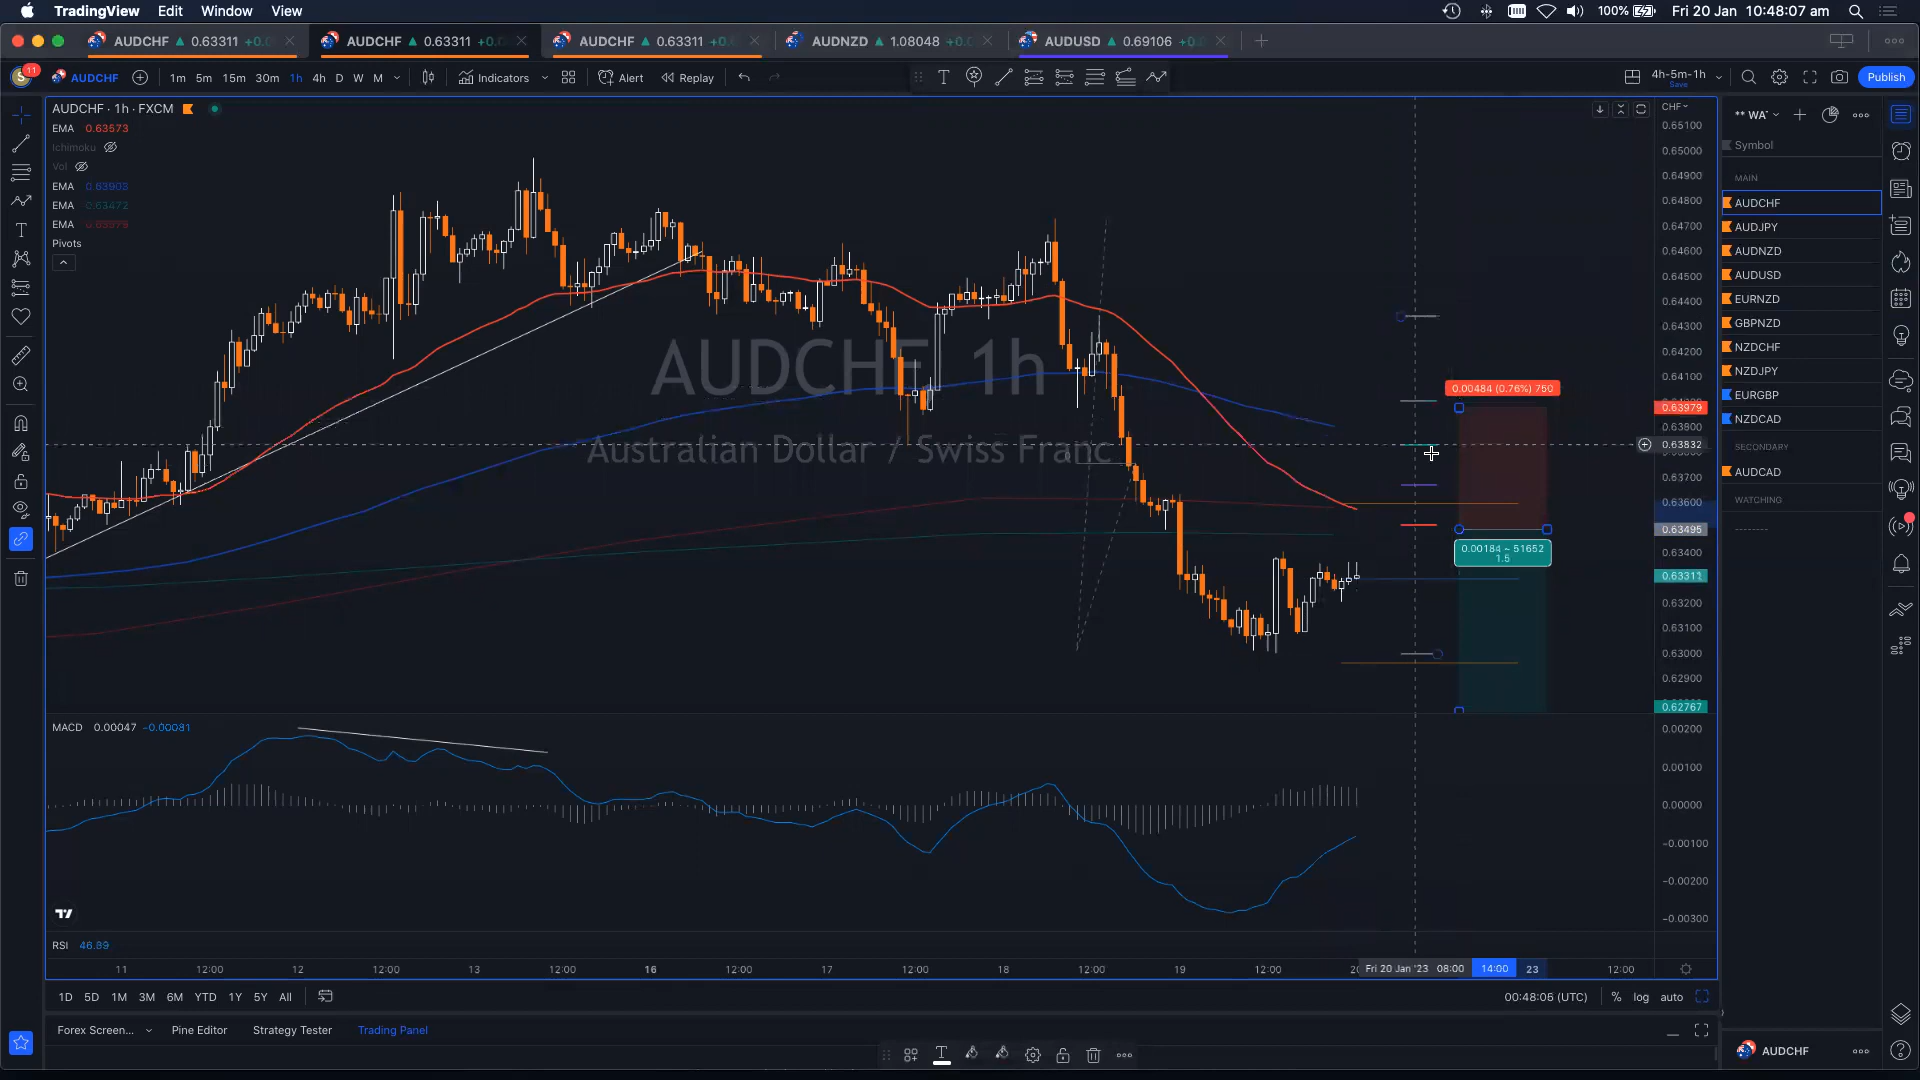 TradingView Edit Window View 100% Fri 20 Jan 10:48:07 am
AUDCHF ▲ 0.63311 AUDCHF ▲ 0.63311 AUDCHF ▲ 0.63311 AUDNZD ▲ 1.08048 AUDUSD ▲ 0.69106
S 11 AUDCHF 1m 5m 15m 30m 1h 4h D W M Indicators Alert Replay T 4h-5m-1h Save Publish
AUDCHF · 1h · FXCM
EMA 0.63573
Ichimoku
Vol
EMA 0.63903
EMA 0.63472
EMA
Pivots
AUDCHF 1h
Australian Dollar / Swiss Franc
0.00484 (0.76%) 750
0.00184 ~ 51652
1.5
CHF
0.65100
0.65000
0.64900
0.64800
0.64700
0.64600
0.64500
0.64400
0.64300
0.64200
0.64100
0.63979
0.63900
0.63832
0.63700
0.63600
0.63495
0.63400
0.63311
0.63200
0.63100
0.63000
0.62900
0.62767
MACD 0.00047 −0.00081
0.00200
0.00100
0.00000
−0.00100
−0.00200
−0.00300
RSI 46.89
11 12:00 12 12:00 13 12:00 16 12:00 17 12:00 18 12:00 19 12:00 Fri 20 Jan '23 08:00 14:00 23 12:00
1D 5D 1M 3M 6M YTD 1Y 5Y All 00:48:06 (UTC) % log auto
Forex Screen... Pine Editor Strategy Tester Trading Panel
** WA
Symbol
MAIN
AUDCHF
AUDJPY
AUDNZD
AUDUSD
EURNZD
GBPNZD
NZDCHF
NZDJPY
EURGBP
NZDCAD
SECONDARY
AUDCAD
WATCHING
AUDCHF